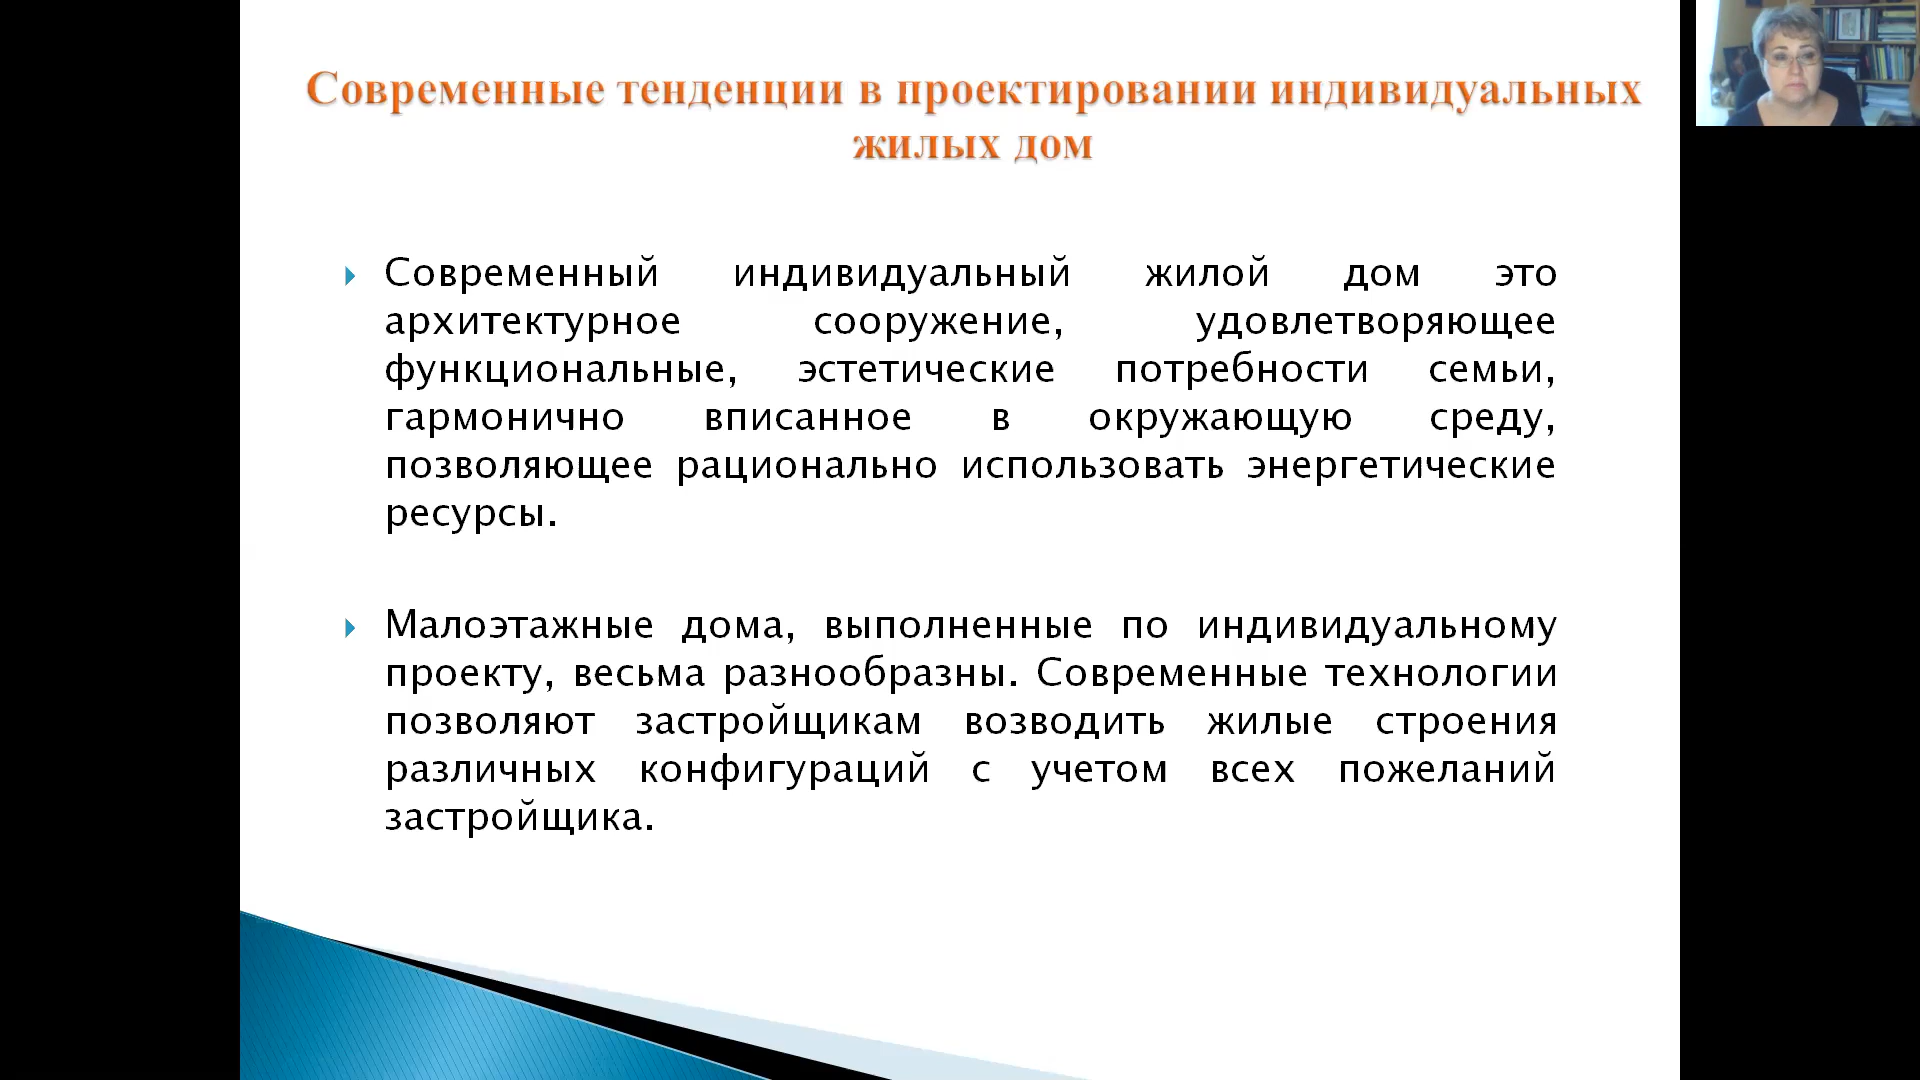 Современные тенденции в проектировании индивидуальных
жилых дом
Современный индивидуальный жилой дом это
архитектурное сооружение, удовлетворяющее
функциональные, эстетические потребности семьи,
гармонично вписанное в окружающую среду,
позволяющее рационально использовать энергетические
ресурсы.
Малоэтажные дома, выполненные по индивидуальному
проекту, весьма разнообразны. Современные технологии
позволяют застройщикам возводить жилые строения
различных конфигураций с учетом всех пожеланий
застройщика.